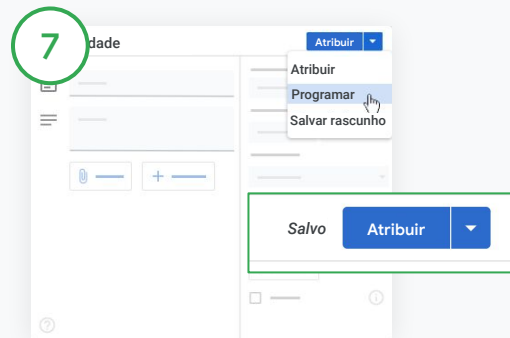 7
dade
Atribuir
Atribuir
Programar
Salvar rascunho
Salvo
Atribuir